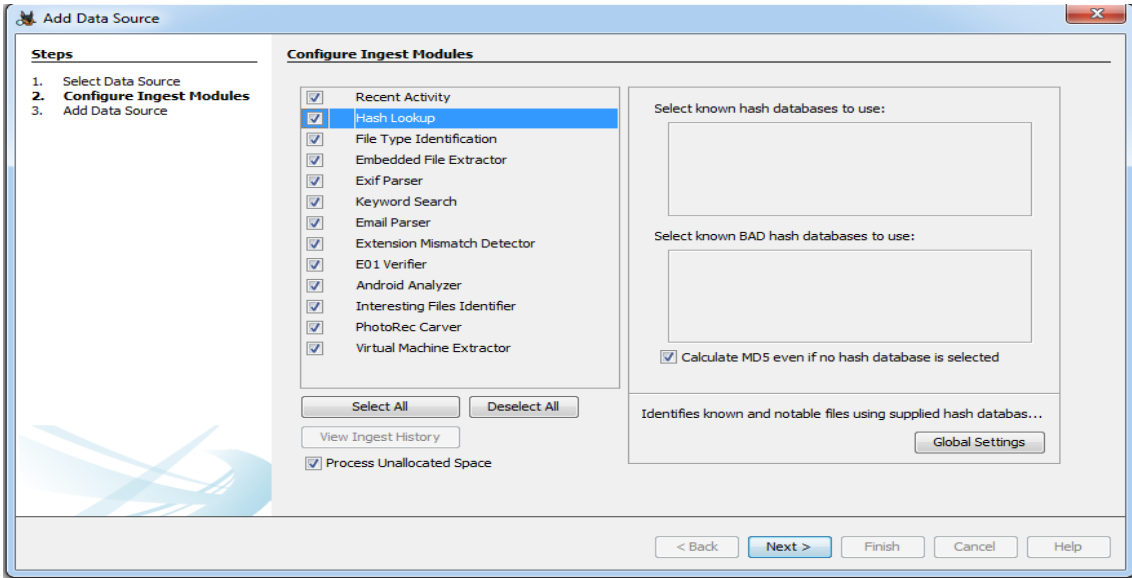 Add Data Source
Steps
1. Select Data Source
2. Configure Ingest Modules
3. Add Data Source
Configure Ingest Modules
Recent Activity
Hash Lookup
File Type Identification
Embedded File Extractor
Exif Parser
Keyword Search
Email Parser
Extension Mismatch Detector
E01 Verifier
Android Analyzer
Interesting Files Identifier
PhotoRec Carver
Virtual Machine Extractor
Select All Deselect All
View Ingest History
Process Unallocated Space
Select known hash databases to use:
Select known BAD hash databases to use:
Calculate MD5 even if no hash database is selected
Identifies known and notable files using supplied hash databas...
Global Settings
< Back Next > Finish Cancel Help